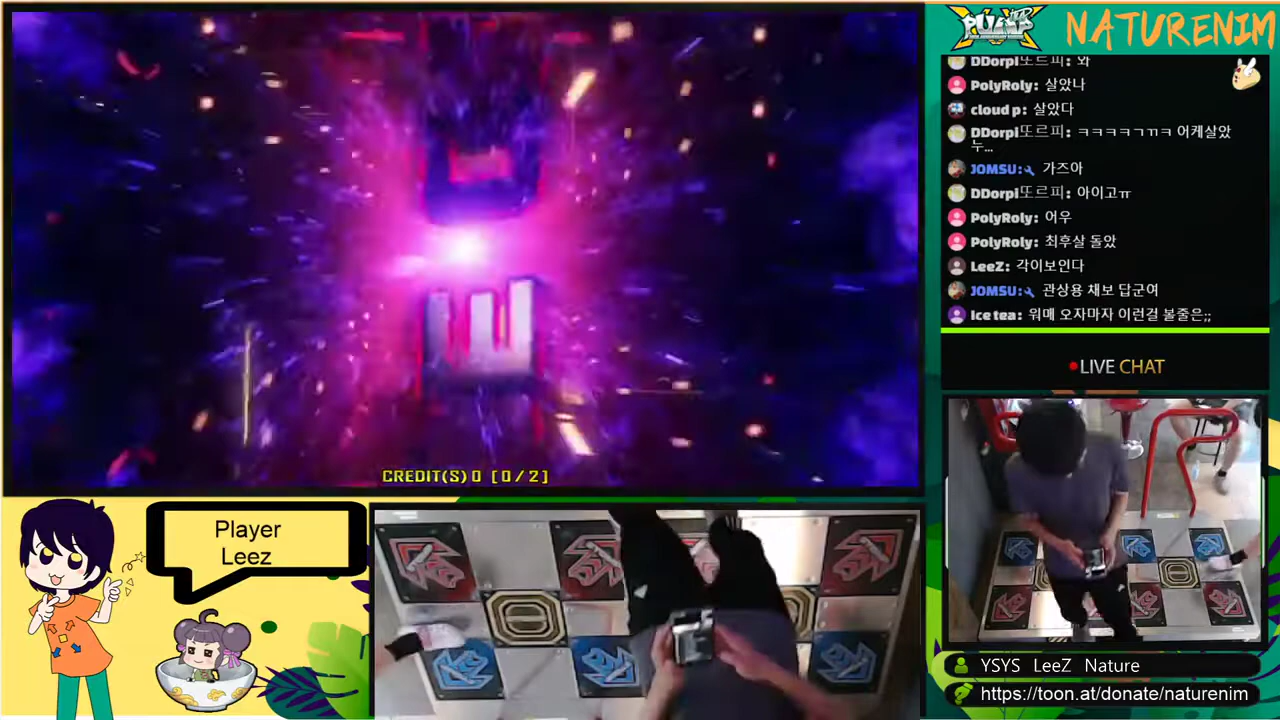 PUMP
NATURENIM
DDorpi또르피: 와
PolyRoly: 살았나
cloud p: 살았다
DDorpi또르피: ㅋㅋㅋㅋㄱㄲㅋ 어케살았
두...
JOMSU: 가즈아
DDorpi또르피: 아이고ㅠ
PolyRoly: 어우
PolyRoly: 최후살 돌았
LeeZ: 각이보인다
JOMSU: 관상용 채보 답군여
Ice tea: 워메 오자마자 이런걸 볼줄은;;
LIVE CHAT
CREDIT(S) 0 [0/2]
Player
Leez
YSYS LeeZ Nature
https://toon.at/donate/naturenim